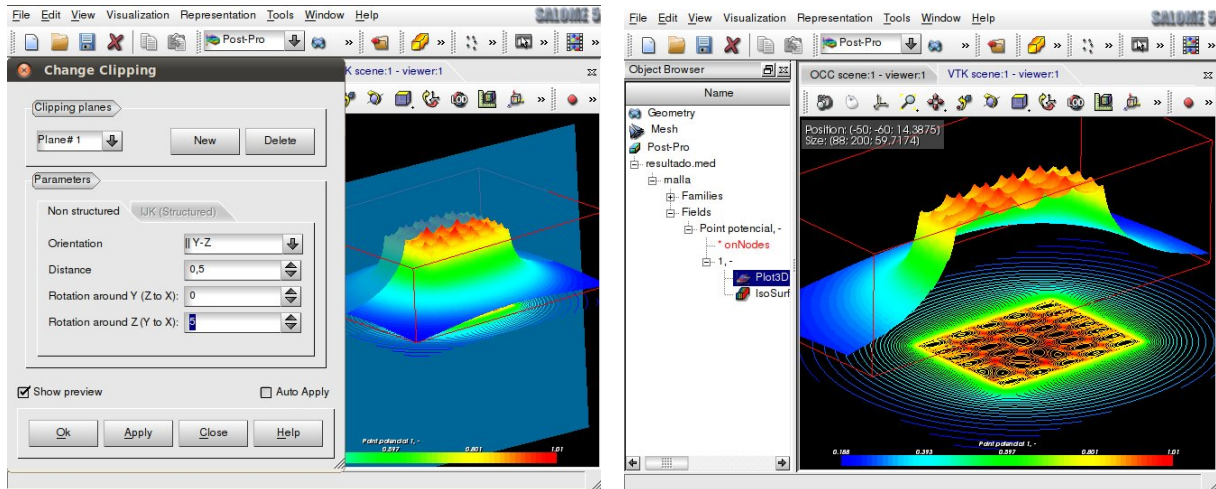 File Edit View Visualization Representation Tools Window Help
SALOME 5
Post-Pro
»
»
»
»
»
Change Clipping
K scene:1 - viewer:1
Clipping planes
Plane# 1
New
Delete
»
»
Parameters
Non structured
IJK (Structured)
Orientation
|| Y-Z
Distance
0,5
Rotation around Y (Z to X):
0
Rotation around Z (Y to X):
5
Show preview
Auto Apply
Ok
Apply
Close
Help
Point potencial 1, -
0.597 0.801 1.01
File Edit View Visualization Representation Tools Window Help
SALOME 5
Post-Pro
»
»
»
»
»
Object Browser
OCC scene:1 - viewer:1
VTK scene:1 - viewer:1
Name
LOD
»
»
Geometry
Mesh
Post-Pro
resultado.med
malla
Families
Fields
Point potencial, -
* onNodes
1, -
Plot3D
IsoSurf
Position: (-50; -60; 14.3875)
Size: (88; 200; 59.7174)
Point potencial 1, -
0.188 0.393 0.597 0.801 1.01